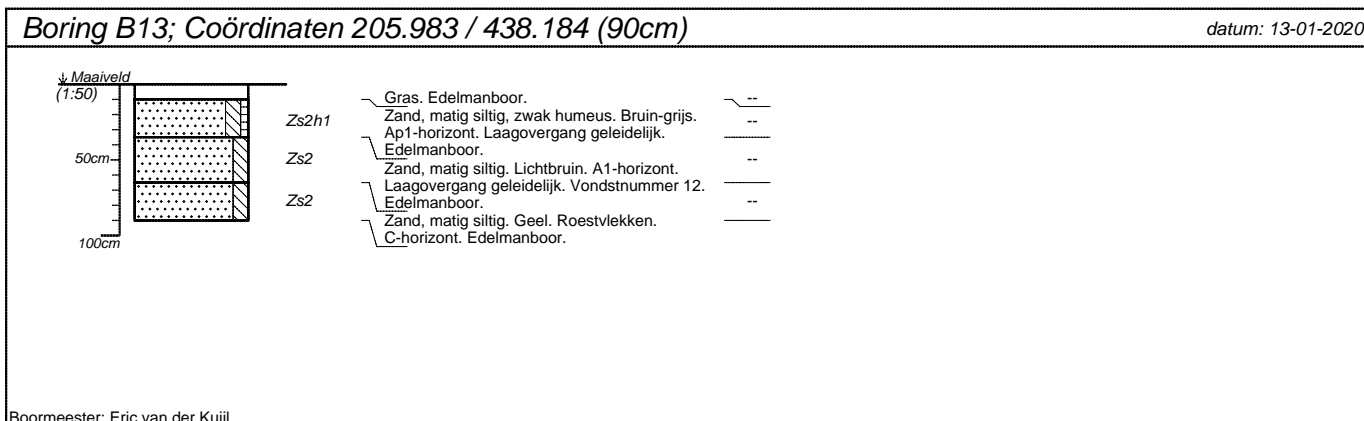 Boring B13; Coördinaten 205.983 / 438.184 (90cm)
datum: 13-01-2020
Maaiveld
(1:50)
50cm
100cm
Zs2h1
Zs2
Zs2
Gras. Edelmanboor.
Zand, matig siltig, zwak humeus. Bruin-grijs.
Ap1-horizont. Laagovergang geleidelijk.
Edelmanboor.
Zand, matig siltig. Lichtbruin. A1-horizont.
Laagovergang geleidelijk. Vondstnummer 12.
Edelmanboor.
Zand, matig siltig. Geel. Roestvlekken.
C-horizont. Edelmanboor.
--
--
--
--
Boormeester: Eric van der Kuijl